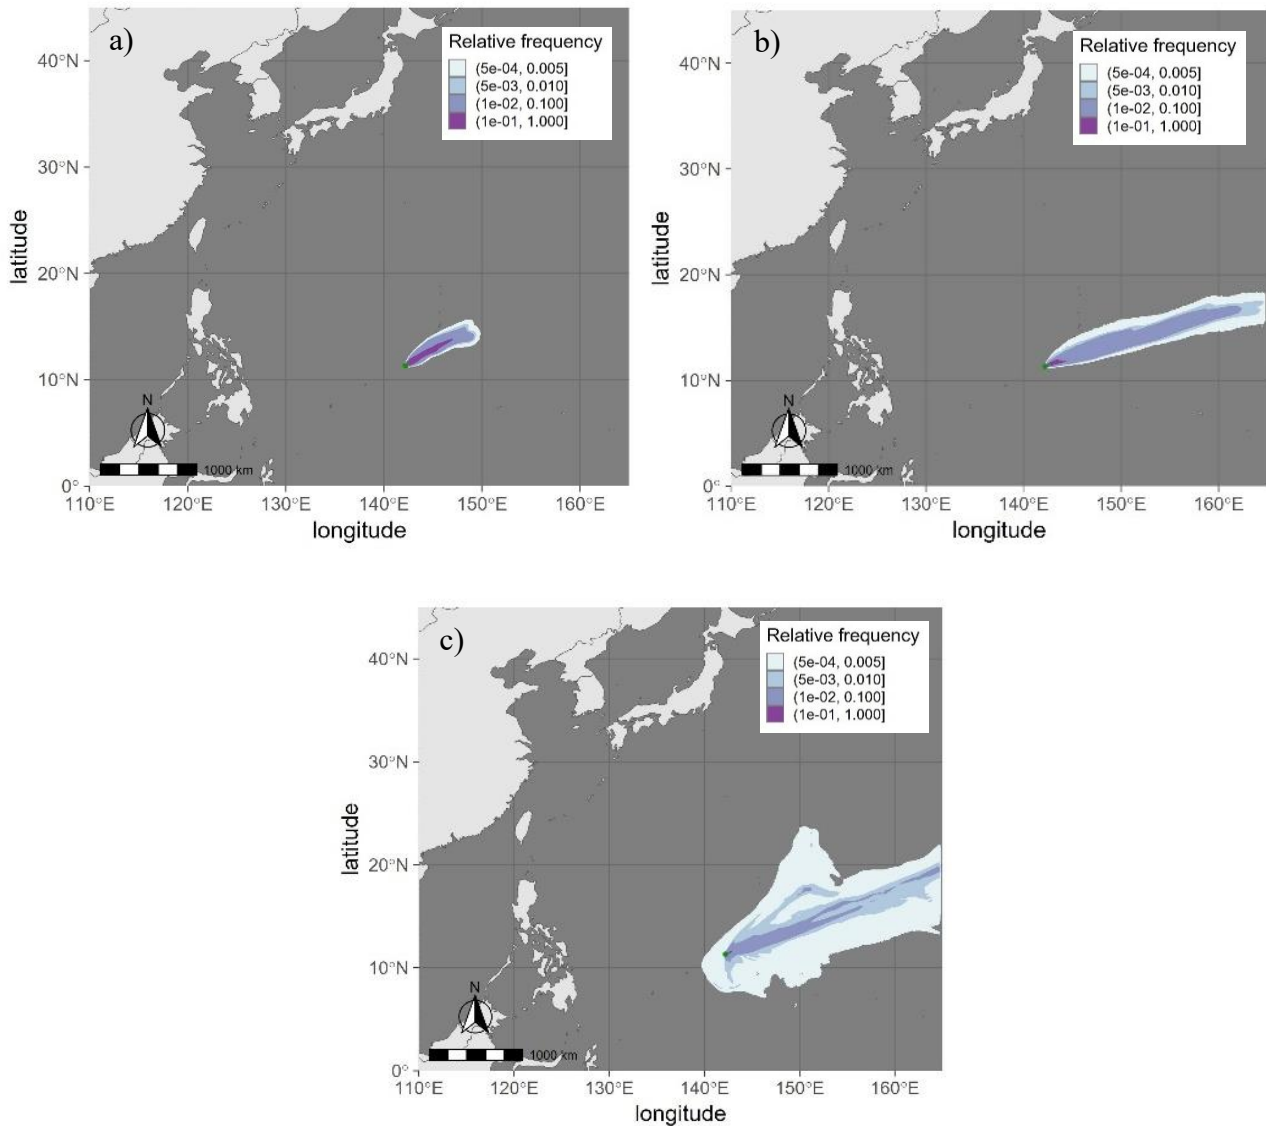 a)
Relative frequency
(5e-04, 0.005]
(5e-03, 0.010]
(1e-02, 0.100]
(1e-01, 1.000]
40°N
30°N
20°N
10°N
0°
latitude
N
1000 km
110°E 120°E 130°E 140°E 150°E 160°E
longitude
b)
Relative frequency
(5e-04, 0.005]
(5e-03, 0.010]
(1e-02, 0.100]
(1e-01, 1.000]
40°N
30°N
20°N
10°N
0°
latitude
N
1000 km
110°E 120°E 130°E 140°E 150°E 160°E
longitude
c)
Relative frequency
(5e-04, 0.005]
(5e-03, 0.010]
(1e-02, 0.100]
(1e-01, 1.000]
40°N
30°N
20°N
10°N
0°
latitude
N
1000 km
110°E 120°E 130°E 140°E 150°E 160°E
longitude